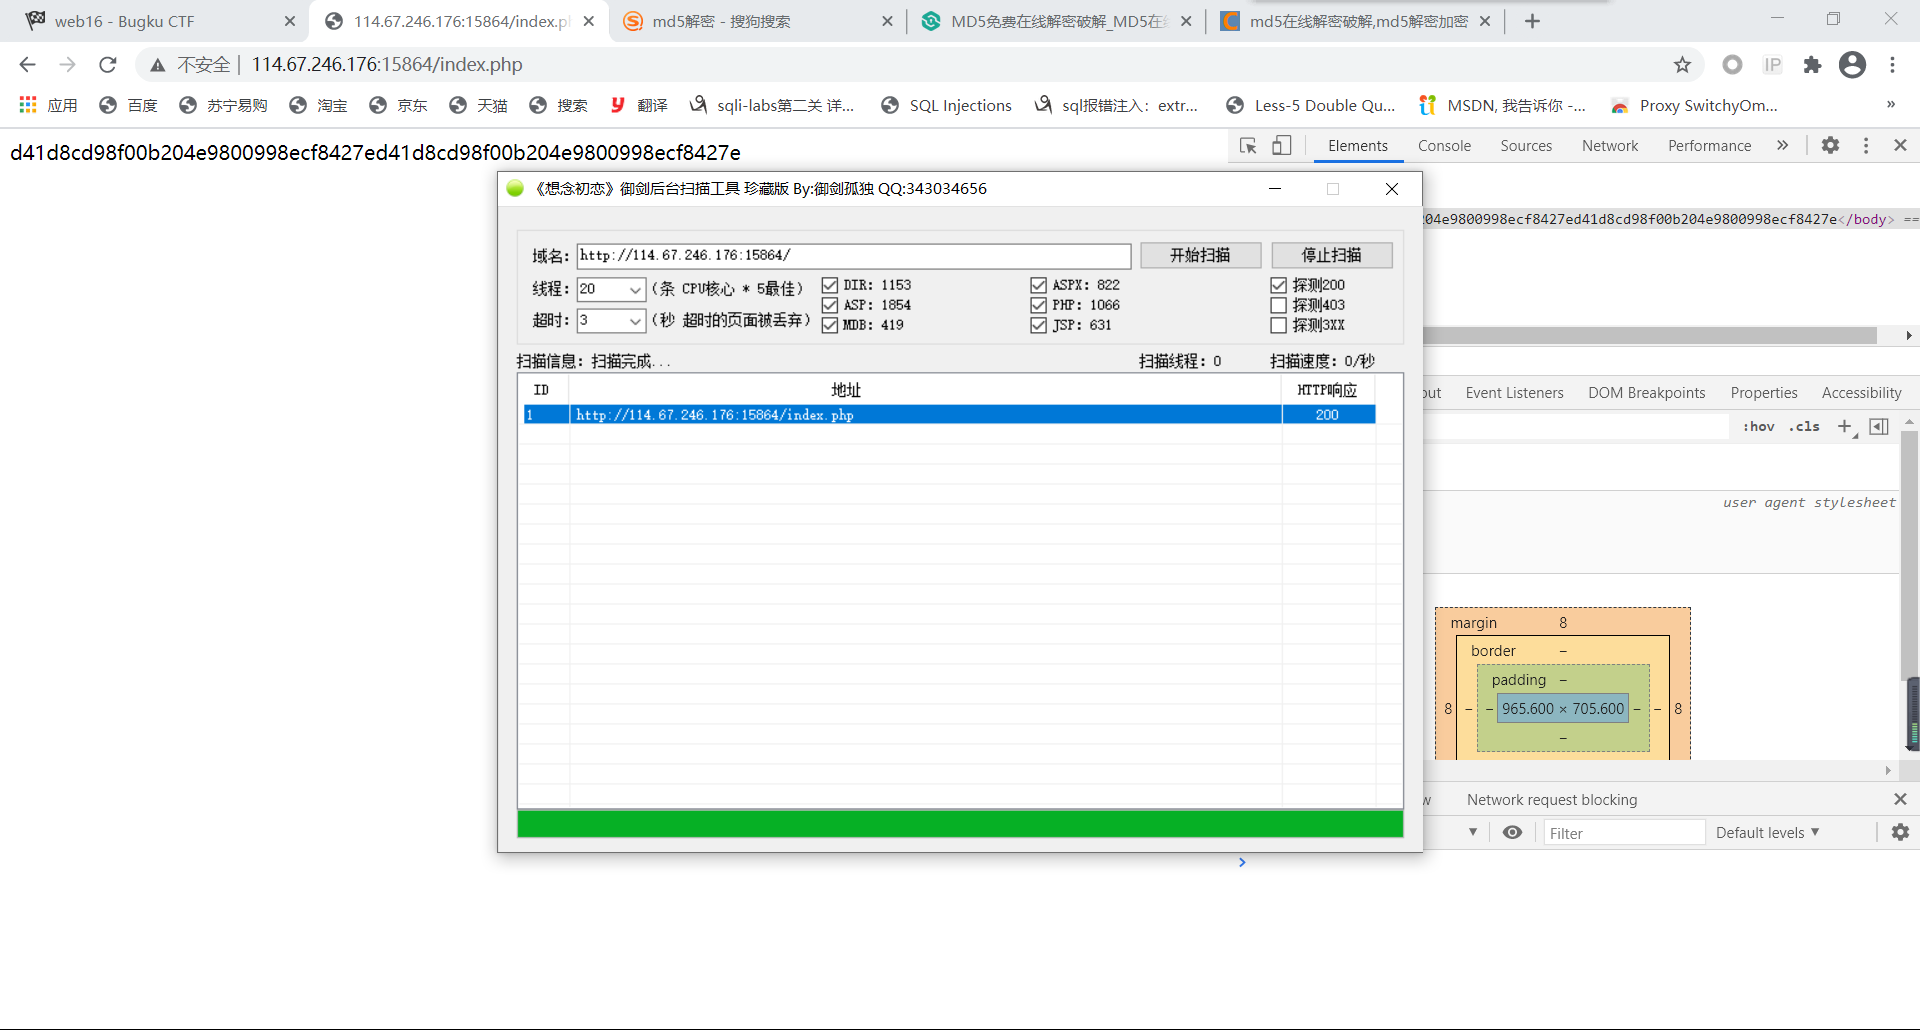 web16 - Bugku CTF
114.67.246.176:15864/index.p
md5解密 - 搜狗搜索
MD5免费在线解密破解_MD5在
md5在线解密破解,md5解密加密
不安全 | 114.67.246.176:15864/index.php
IP
应用 百度 苏宁易购 淘宝 京东 天猫 搜索 翻译 sqli-labs第二关 详... SQL Injections sql报错注入：extr... Less-5 Double Qu... MSDN, 我告诉你 -... Proxy SwitchyOm... »
d41d8cd98f00b204e9800998ecf8427ed41d8cd98f00b204e9800998ecf8427e
Elements Console Sources Network Performance »
《想念初恋》御剑后台扫描工具 珍藏版 By:御剑孤独 QQ:343034656
04e9800998ecf8427ed41d8cd98f00b204e9800998ecf8427e</body> ==
域名: http://114.67.246.176:15864/ 开始扫描 停止扫描
线程: 20 (条 CPU核心 * 5最佳) DIR: 1153 ASPX: 822 探测200
ASP: 1854 PHP: 1066 探测403
超时: 3 (秒 超时的页面被丢弃) MDB: 419 JSP: 631 探测3XX
扫描信息: 扫描完成... 扫描线程: 0 扫描速度: 0/秒
ID 地址 HTTP响应
1 http://114.67.246.176:15864/index.php 200
out Event Listeners DOM Breakpoints Properties Accessibility
:hov .cls +
user agent stylesheet
margin 8
border –
padding –
8 – – 965.600 × 705.600 – – 8
–
w Network request blocking
Filter Default levels ▼
>